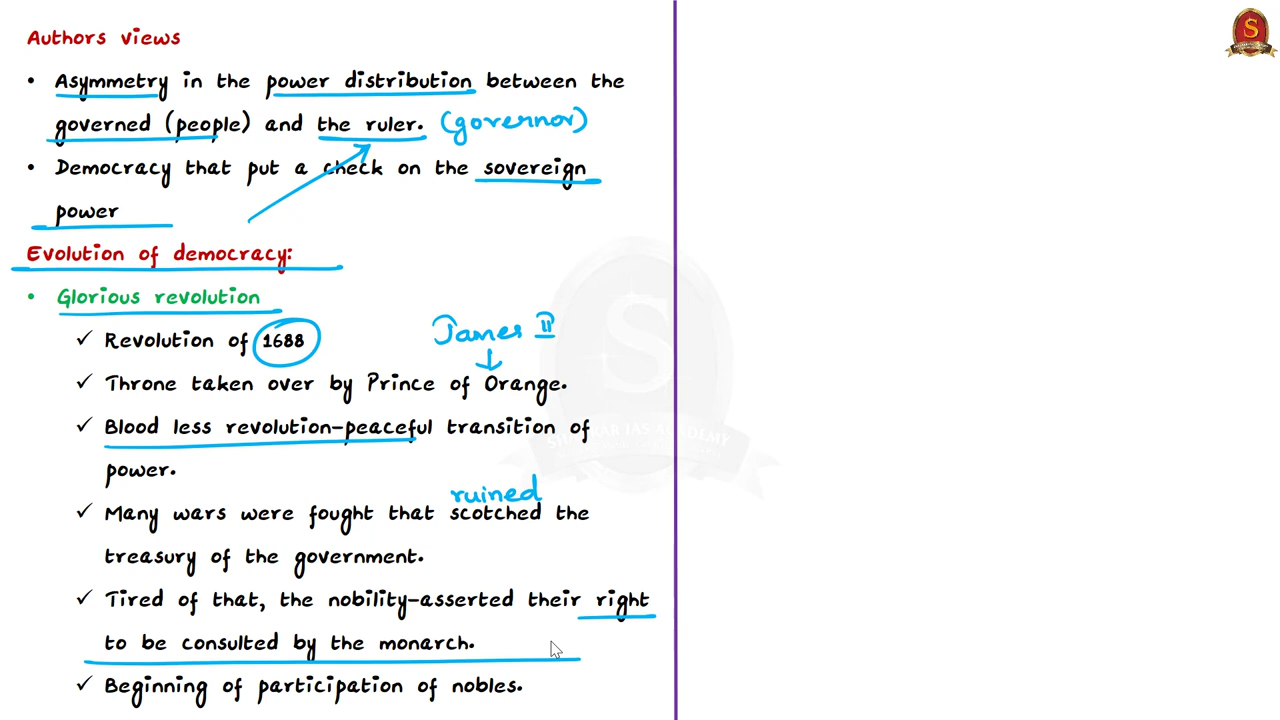 Authors views
• Asymmetry in the power distribution between the
governed (people) and the ruler. (governor)
• Democracy that put a check on the sovereign
power
Evolution of democracy:
• Glorious revolution
✓ Revolution of 1688
James II
✓ Throne taken over by Prince of Orange.
✓ Blood less revolution-peaceful transition of
power.
ruined
✓ Many wars were fought that scotched the
treasury of the government.
✓ Tired of that, the nobility-asserted their right
to be consulted by the monarch.
✓ Beginning of participation of nobles.